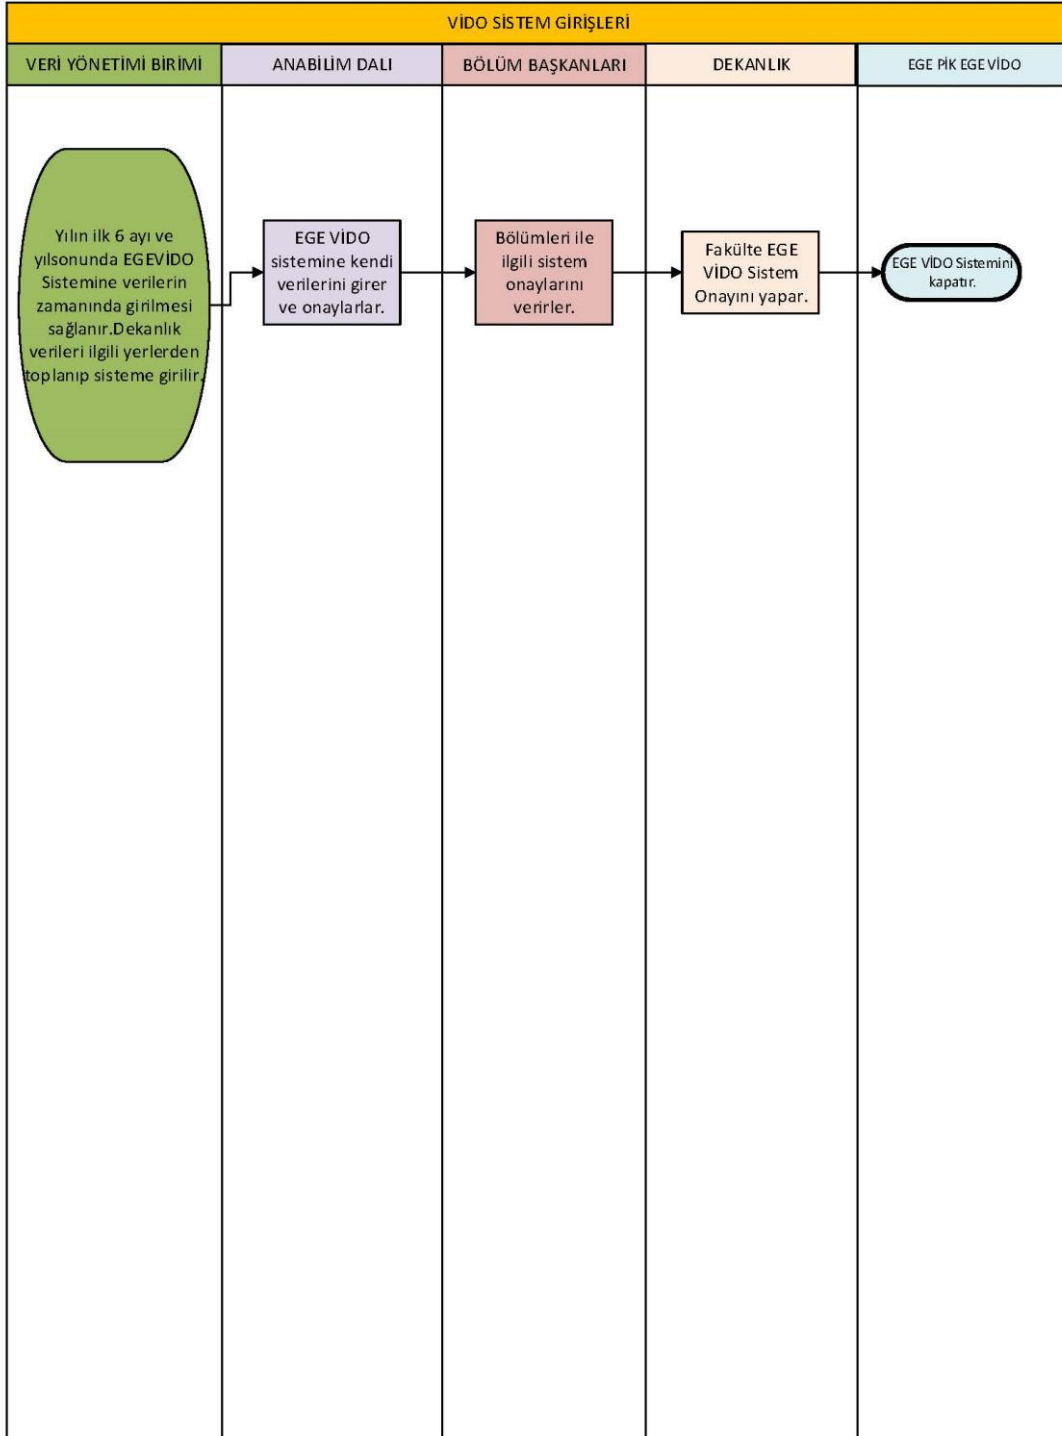 VİDO SİSTEM GİRİŞLERİ
VERİ YÖNETİMİ BİRİMİ
ANABİLİM DALI
BÖLÜM BAŞKANLARI
DEKANLIK
EGE PİK EGE VİDO
Yılın ilk 6 ayı ve
yılsonunda EGEVİDO
Sistemine verilerin
zamanında girilmesi
sağlanır.Dekanlık
verileri ilgili yerlerden
toplanıp sisteme girilir.
EGE VİDO
sistemine kendi
verilerini girer
ve onaylarlar.
Bölümleri ile
ilgili sistem
onaylarını
verirler.
Fakülte EGE
VİDO Sistem
Onayını yapar.
EGE VİDO Sistemini
kapatır.